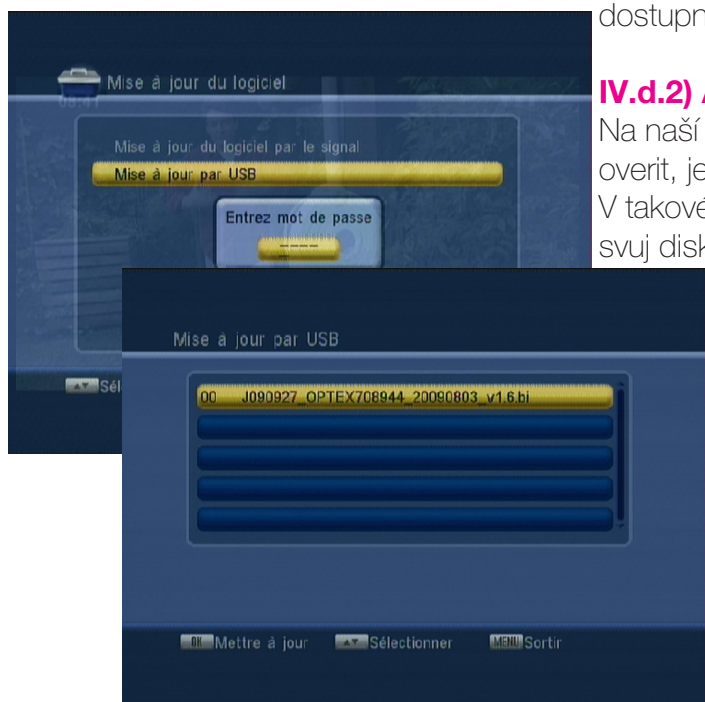 dostupn
Mise à jour du logiciel
IV.d.2)
Na naší
Mise à jour du logiciel par le signal
overit, je
Mise à jour par USB
V takové
Entrez mot de passe
----
svuj disk
Sél
Mise à jour par USB
00 J090927_OPTEX708944_20090803_v1.6.bi
OK Mettre à jour ▲▼ Sélectionner MENU Sortir